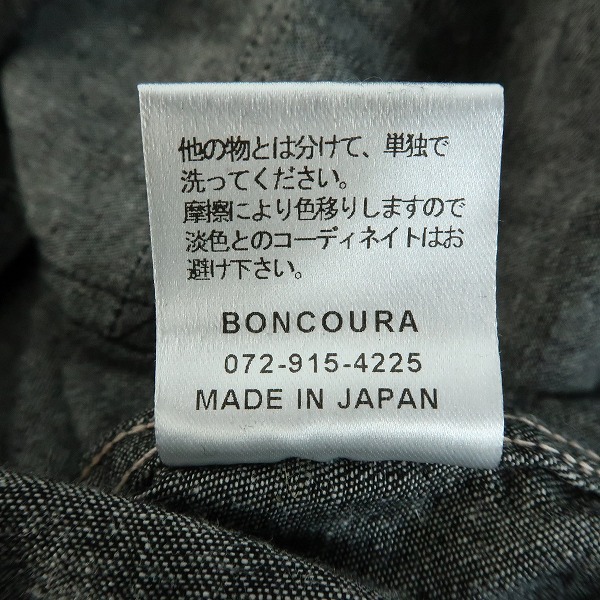 他の物とは分けて、単独で
洗ってください。
摩擦により色移りしますので
淡色とのコーディネイトはお
避け下さい。
BONCOURA
072-915-4225
MADE IN JAPAN